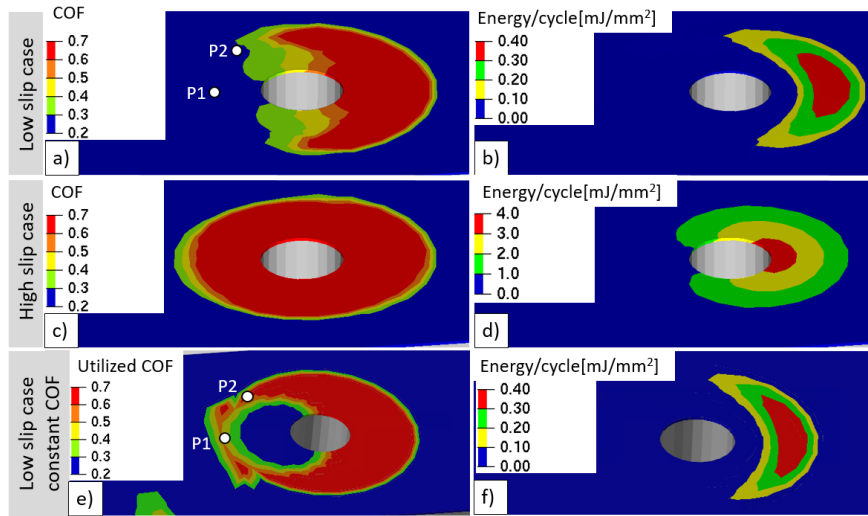 Low slip case
COF
0.7
0.6
0.5
0.4
0.3
0.2
P2
P1
a)
Energy/cycle[mJ/mm²]
0.40
0.30
0.20
0.10
0.00
b)
High slip case
COF
0.7
0.6
0.5
0.4
0.3
0.2
c)
Energy/cycle[mJ/mm²]
4.0
3.0
2.0
1.0
0.0
d)
Low slip case
constant COF
Utilized COF
0.7
0.6
0.5
0.4
0.3
0.2
P2
P1
e)
Energy/cycle[mJ/mm²]
0.40
0.30
0.20
0.10
0.00
f)